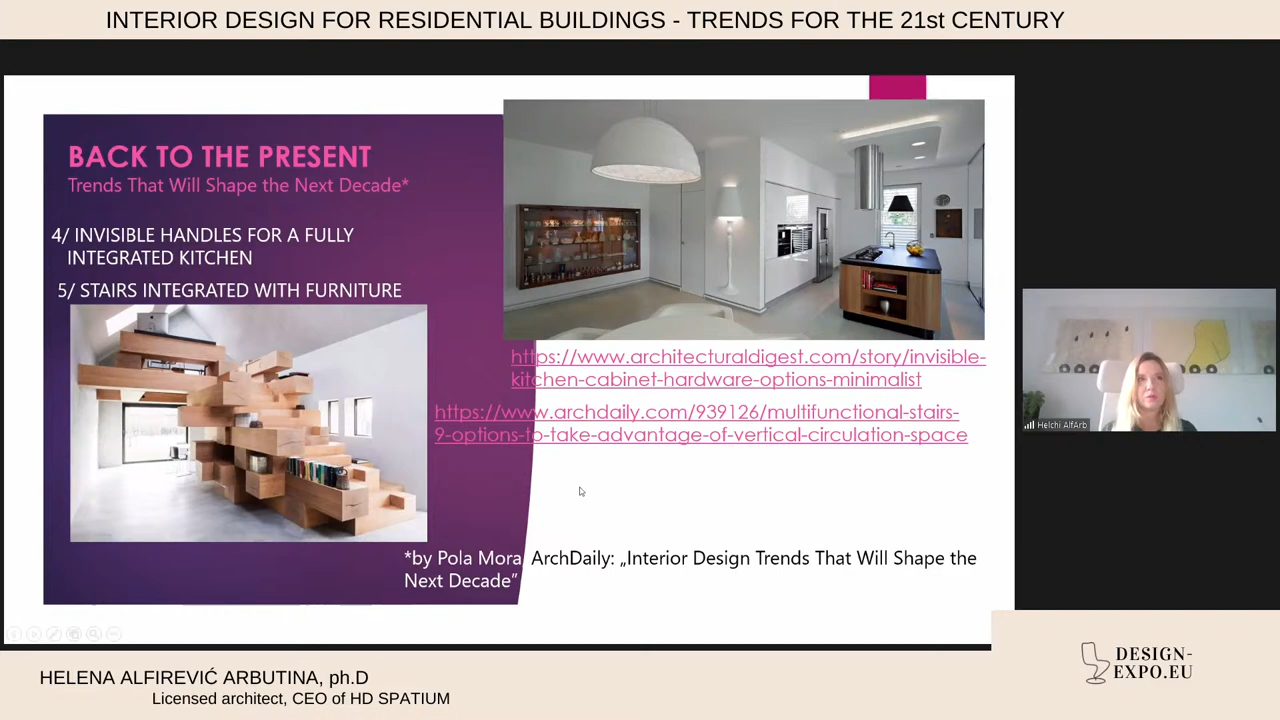 INTERIOR DESIGN FOR RESIDENTIAL BUILDINGS - TRENDS FOR THE 21st CENTURY
BACK TO THE PRESENT
Trends That Will Shape the Next Decade*
4/ INVISIBLE HANDLES FOR A FULLY
INTEGRATED KITCHEN
5/ STAIRS INTEGRATED WITH FURNITURE
https://www.architecturaldigest.com/story/invisible-
kitchen-cabinet-hardware-options-minimalist
https://www.archdaily.com/939126/multifunctional-stairs-
9-options-to-take-advantage-of-vertical-circulation-space
*by Pola Mora, ArchDaily: „Interior Design Trends That Will Shape the
Next Decade”
Helchi AlfArb
HELENA ALFIREVIĆ ARBUTINA, ph.D
Licensed architect, CEO of HD SPATIUM
DESIGN-
EXPO.EU